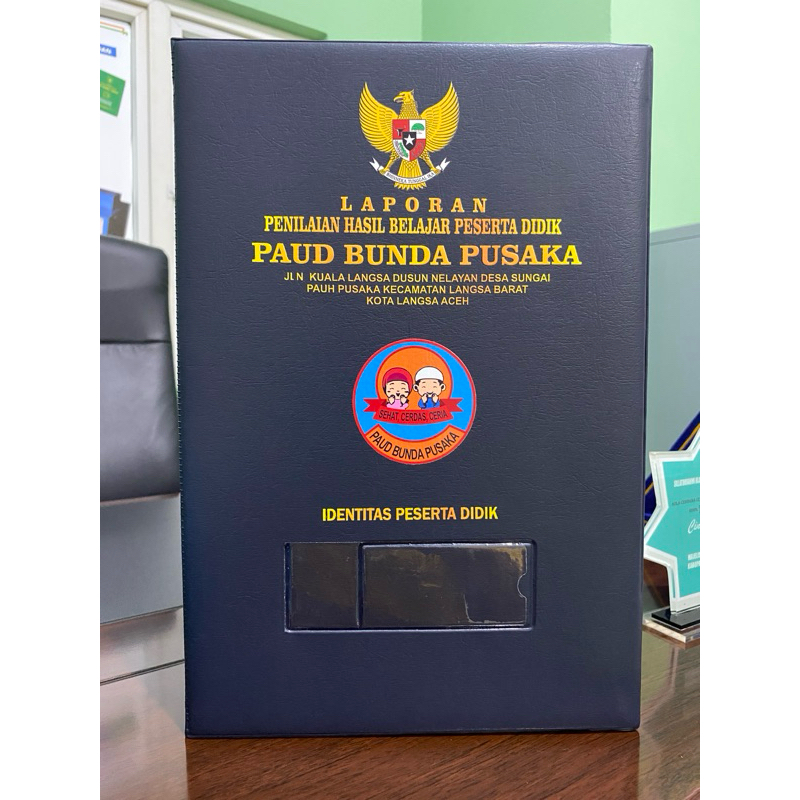 LAPORAN
PENILAIAN HASIL BELAJAR PESERTA DIDIK
PAUD BUNDA PUSAKA
JLN KUALA LANGSA DUSUN NELAYAN DESA SUNGAI
PAUH PUSAKA KECAMATAN LANGSA BARAT
KOTA LANGSA ACEH
SEHAT, CERDAS, CERIA
PAUD BUNDA PUSAKA
IDENTITAS PESERTA DIDIK